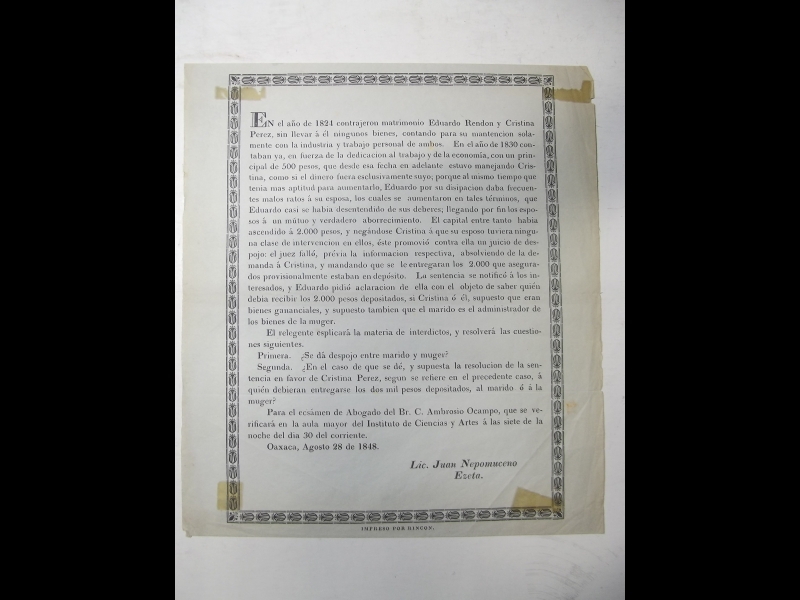 EN el año de 1824 contrajeron matrimonio Eduardo Rendon y Cristina
Perez, sin llevar á él ningunos bienes, contando para su mantencion sola-
mente con la industria y trabajo personal de ambos. En el año de 1830 con-
taban ya, en fuerza de la dedicacion al trabajo y de la economía, con un prin-
cipal de 500 pesos, que desde esa fecha en adelante estuvo manejando Cris-
tina, como si el dinero fuera esclusivamente suyo; porque al mismo tiempo que
tenia mas aptitud para aumentarlo, Eduardo por su disipacion daba frecuen-
tes malos ratos á su esposa, los cuales se aumentaron en tales términos, que
Eduardo casi se habia desentendido de sus deberes; llegando por fin los espo-
sos á un mútuo y verdadero aborrecimiento. El capital entre tanto habia
ascendido á 2.000 pesos, y negándose Cristina á que su esposo tuviera ningu-
na clase de intervencion en ellos, éste promovió contra ella un juicio de des-
pojo: el juez falló, prévia la informacion respectiva, absolviendo de la de-
manda á Cristina, y mandando que se le entregaran los 2.000 que asegura-
dos provisionalmente estaban en depósito. La sentencia se notificó á los in-
teresados, y Eduardo pidió aclaracion de ella con el objeto de saber quién
debia recibir los 2.000 pesos depositados, si Cristina ó él, supuesto que eran
bienes gananciales, y supuesto tambien que el marido es el administrador de
los bienes de la muger.
El relegente esplicará la materia de interdictos, y resolverá las cuestio-
nes siguientes.
Primera. ¿Se dá despojo entre marido y muger?
Segunda. ¿En el caso de que se dé, y supuesta la resolucion de la sen-
tencia en favor de Cristina Perez, segun se refiere en el precedente caso, á
quién debieran entregarse los dos mil pesos depositados, al marido ó á la
muger?
Para el ecsámen de Abogado del Br. C. Ambrosio Ocampo, que se ve-
rificará en la aula mayor del Instituto de Ciencias y Artes á las siete de la
noche del dia 30 del corriente.
Oaxaca, Agosto 28 de 1848.
Lic. Juan Nepomuceno
Ezeta.
IMPRESO POR RINCON.